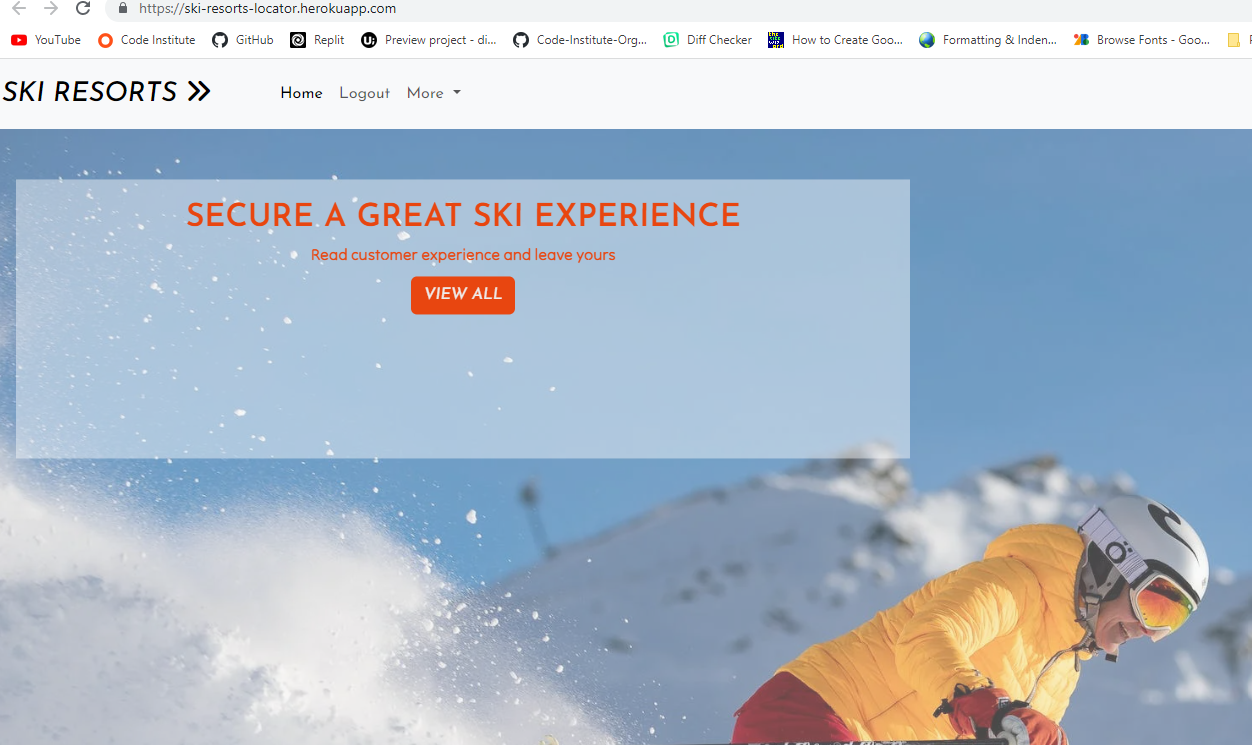 https://ski-resorts-locator.herokuapp.com
YouTube Code Institute GitHub Replit Preview project - di... Code-Institute-Org... Diff Checker How to Create Goo... Formatting & Inden... Browse Fonts - Goo...
SKI RESORTS Home Logout More
SECURE A GREAT SKI EXPERIENCE
Read customer experience and leave yours
VIEW ALL